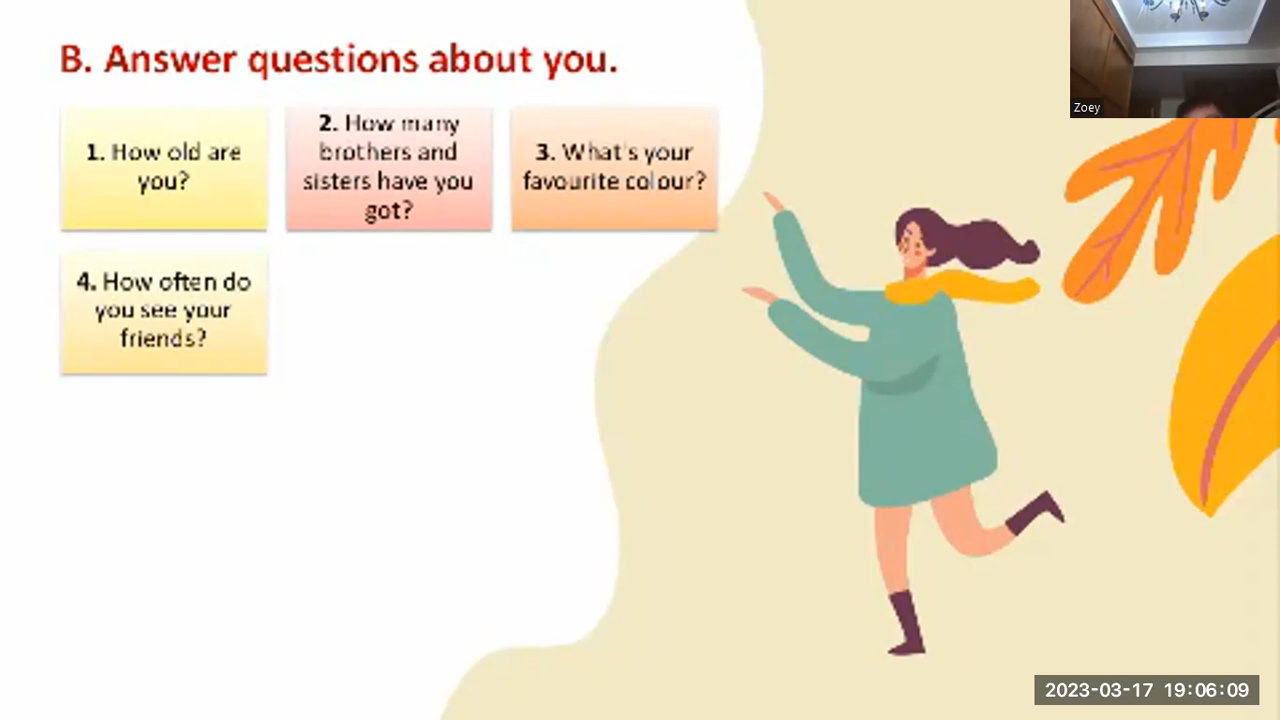 B. Answer questions about you.
1. How old are
you?
2. How many
brothers and
sisters have you
got?
3. What's your
favourite colour?
4. How often do
you see your
friends?
Zoey
2023-03-17 19:06:09